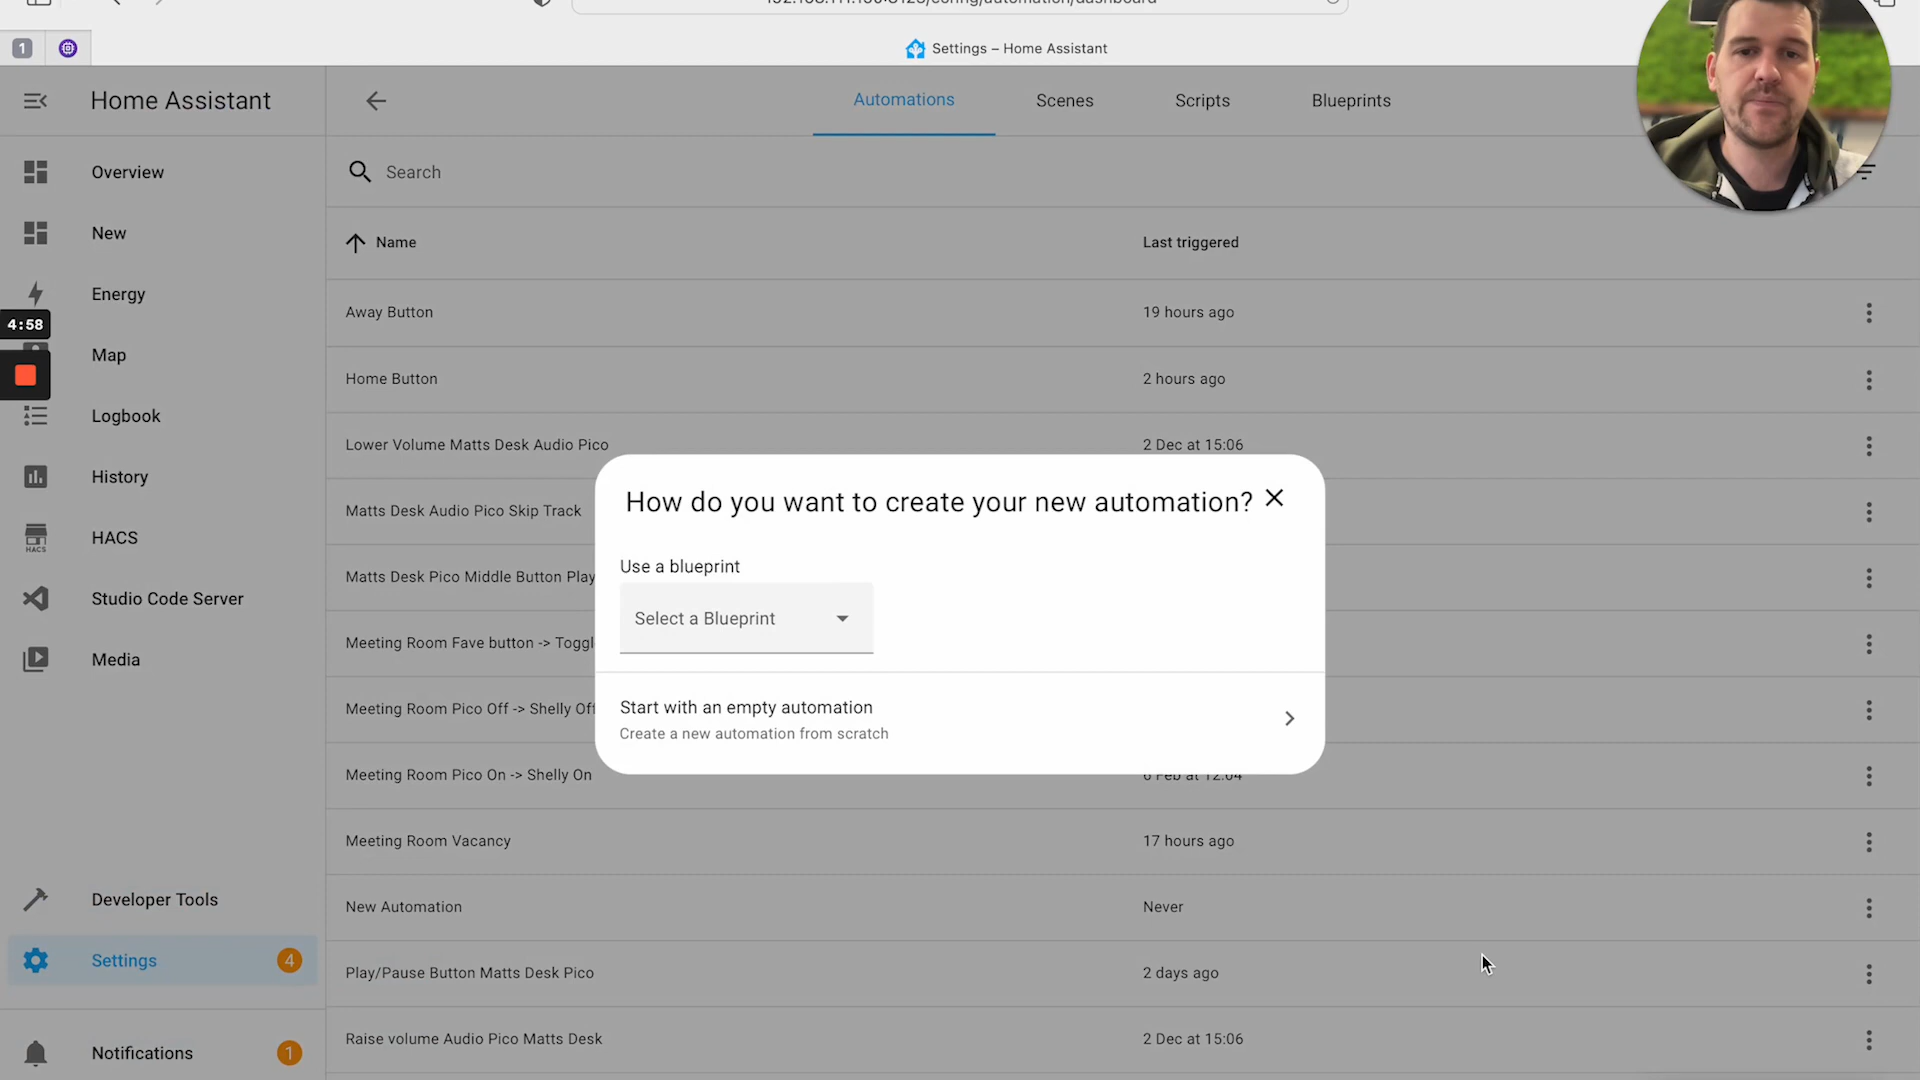 1
Settings – Home Assistant
Home Assistant
Automations
Scenes
Scripts
Blueprints
Overview
New
Energy
4:58
Map
Logbook
History
HACS
HACS
Studio Code Server
Media
Developer Tools
Settings
4
Notifications
1
Search
Name
Last triggered
Away Button
19 hours ago
Home Button
2 hours ago
Lower Volume Matts Desk Audio Pico
2 Dec at 15:06
Matts Desk Audio Pico Skip Track
Matts Desk Pico Middle Button Play
Meeting Room Fave button -> Toggl
Meeting Room Pico Off -> Shelly Off
Meeting Room Pico On -> Shelly On
6 Feb at 12:04
Meeting Room Vacancy
17 hours ago
New Automation
Never
Play/Pause Button Matts Desk Pico
2 days ago
Raise volume Audio Pico Matts Desk
2 Dec at 15:06
How do you want to create your new automation?
Use a blueprint
Select a Blueprint
Start with an empty automation
Create a new automation from scratch